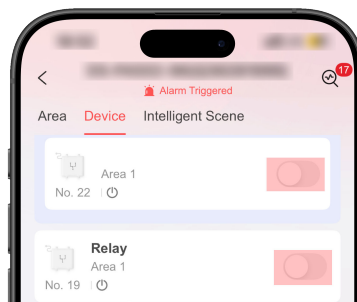 17
Alarm Triggered
Area Device Intelligent Scene
Area 1
No. 22
Relay
Area 1
No. 19